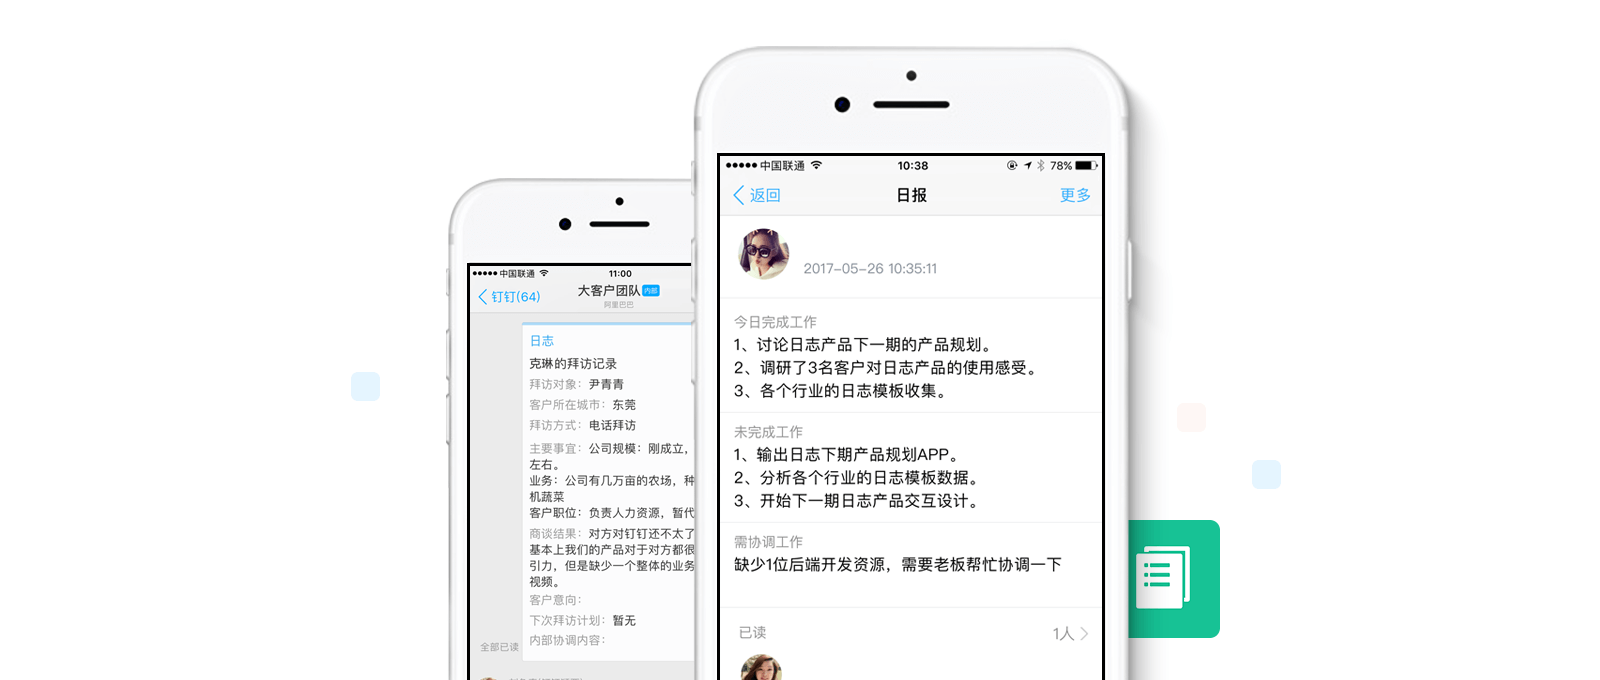 中国联通
11:00
钉钉(64)
大客户团队 内部
阿里巴巴
日志
克琳的拜访记录
拜访对象：尹青青
客户所在城市：东莞
拜访方式：电话拜访
主要事宜：公司规模：刚成立，
左右。
业务：公司有几万亩的农场，种
机蔬菜
客户职位：负责人力资源，暂代
商谈结果：对方对钉钉还不太了
基本上我们的产品对于对方都很
引力，但是缺少一个整体的业务
视频。
客户意向：
下次拜访计划：暂无
内部协调内容：
全部已读
中国联通
10:38
78%
返回
日报
更多
2017-05-26 10:35:11
今日完成工作
1、讨论日志产品下一期的产品规划。
2、调研了3名客户对日志产品的使用感受。
3、各个行业的日志模板收集。
未完成工作
1、输出日志下期产品规划APP。
2、分析各个行业的日志模板数据。
3、开始下一期日志产品交互设计。
需协调工作
缺少1位后端开发资源，需要老板帮忙协调一下
已读
1人